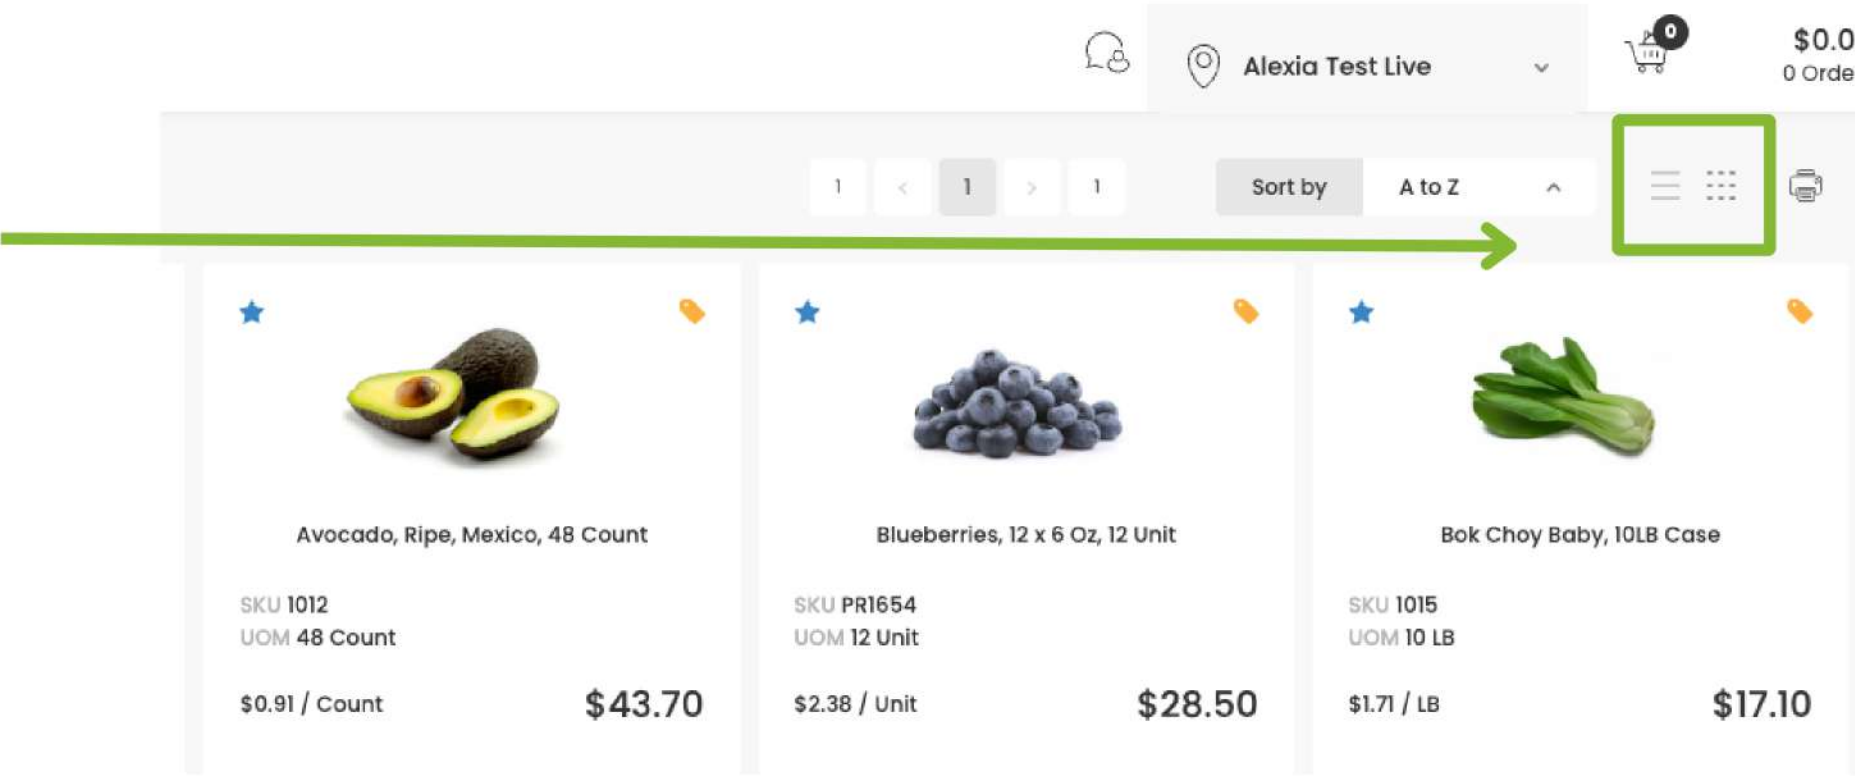 0
$0.0
Alexia Test Live
0 Orde
1 < 1 > 1
Sort by A to Z
Avocado, Ripe, Mexico, 48 Count
SKU 1012
UOM 48 Count
$0.91 / Count $43.70
Blueberries, 12 x 6 Oz, 12 Unit
SKU PR1654
UOM 12 Unit
$2.38 / Unit $28.50
Bok Choy Baby, 10LB Case
SKU 1015
UOM 10 LB
$1.71 / LB $17.10